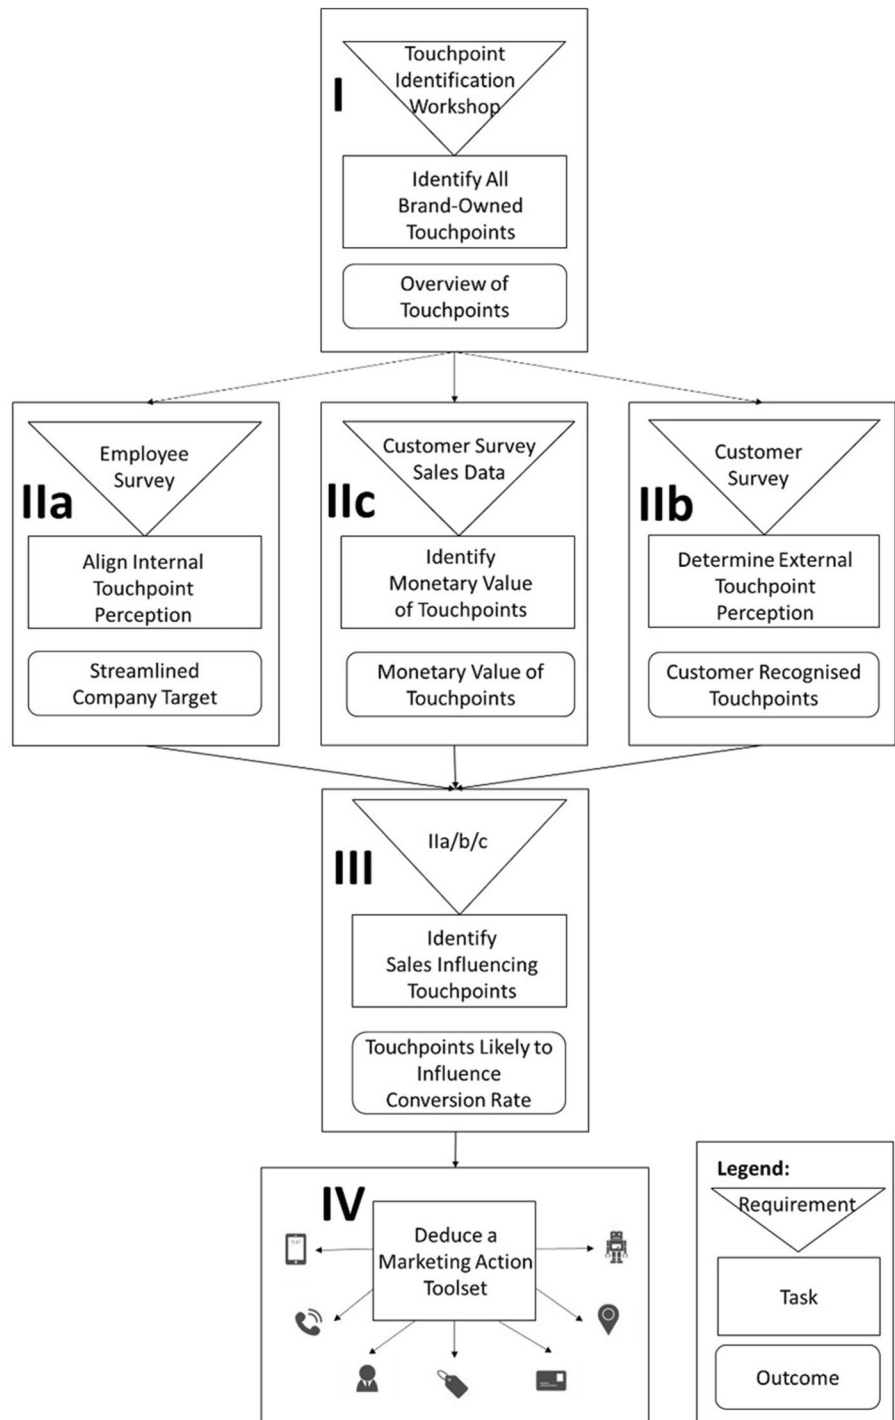 Touchpoint
Identification
Workshop
I
Identify All
Brand-Owned
Touchpoints
Overview of
Touchpoints
Employee
Survey
IIa
Align Internal
Touchpoint
Perception
Streamlined
Company Target
Customer Survey
Sales Data
IIc
Identify
Monetary Value
of Touchpoints
Monetary Value of
Touchpoints
Customer
Survey
IIb
Determine External
Touchpoint
Perception
Customer Recognised
Touchpoints
IIa/b/c
III
Identify
Sales Influencing
Touchpoints
Touchpoints Likely to
Influence
Conversion Rate
IV
Deduce a
Marketing Action
Toolset
Legend:
Requirement
Task
Outcome